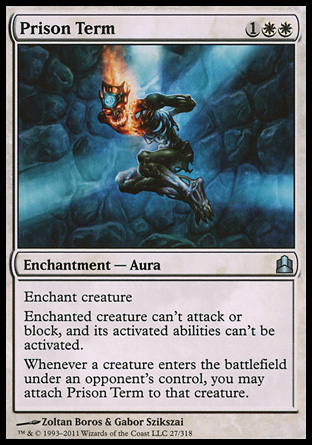 Prison Term 1
Enchantment — Aura
Enchant creature
Enchanted creature can't attack or
block, and its activated abilities can't be
activated.
Whenever a creature enters the battlefield
under an opponent's control, you may
attach Prison Term to that creature.
Zoltan Boros & Gabor Szikszai
™ & © 1993–2011 Wizards of the Coast LLC 27/318